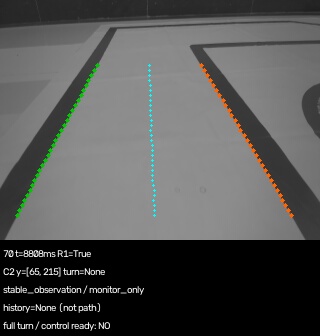 70 t=8808ms R1=True
C2 y=[65, 215] turn=None
stable_observation / monitor_only
history=None (not path)
full turn / control ready: NO